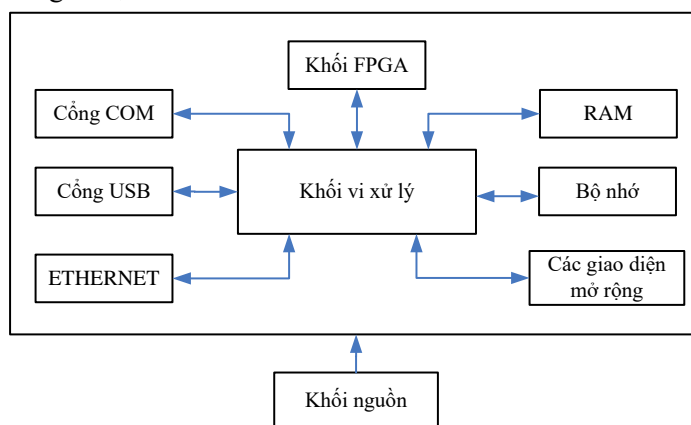 Khối FPGA
Cổng COM
RAM
Cổng USB
Khối vi xử lý
Bộ nhớ
ETHERNET
Các giao diện
mở rộng
Khối nguồn